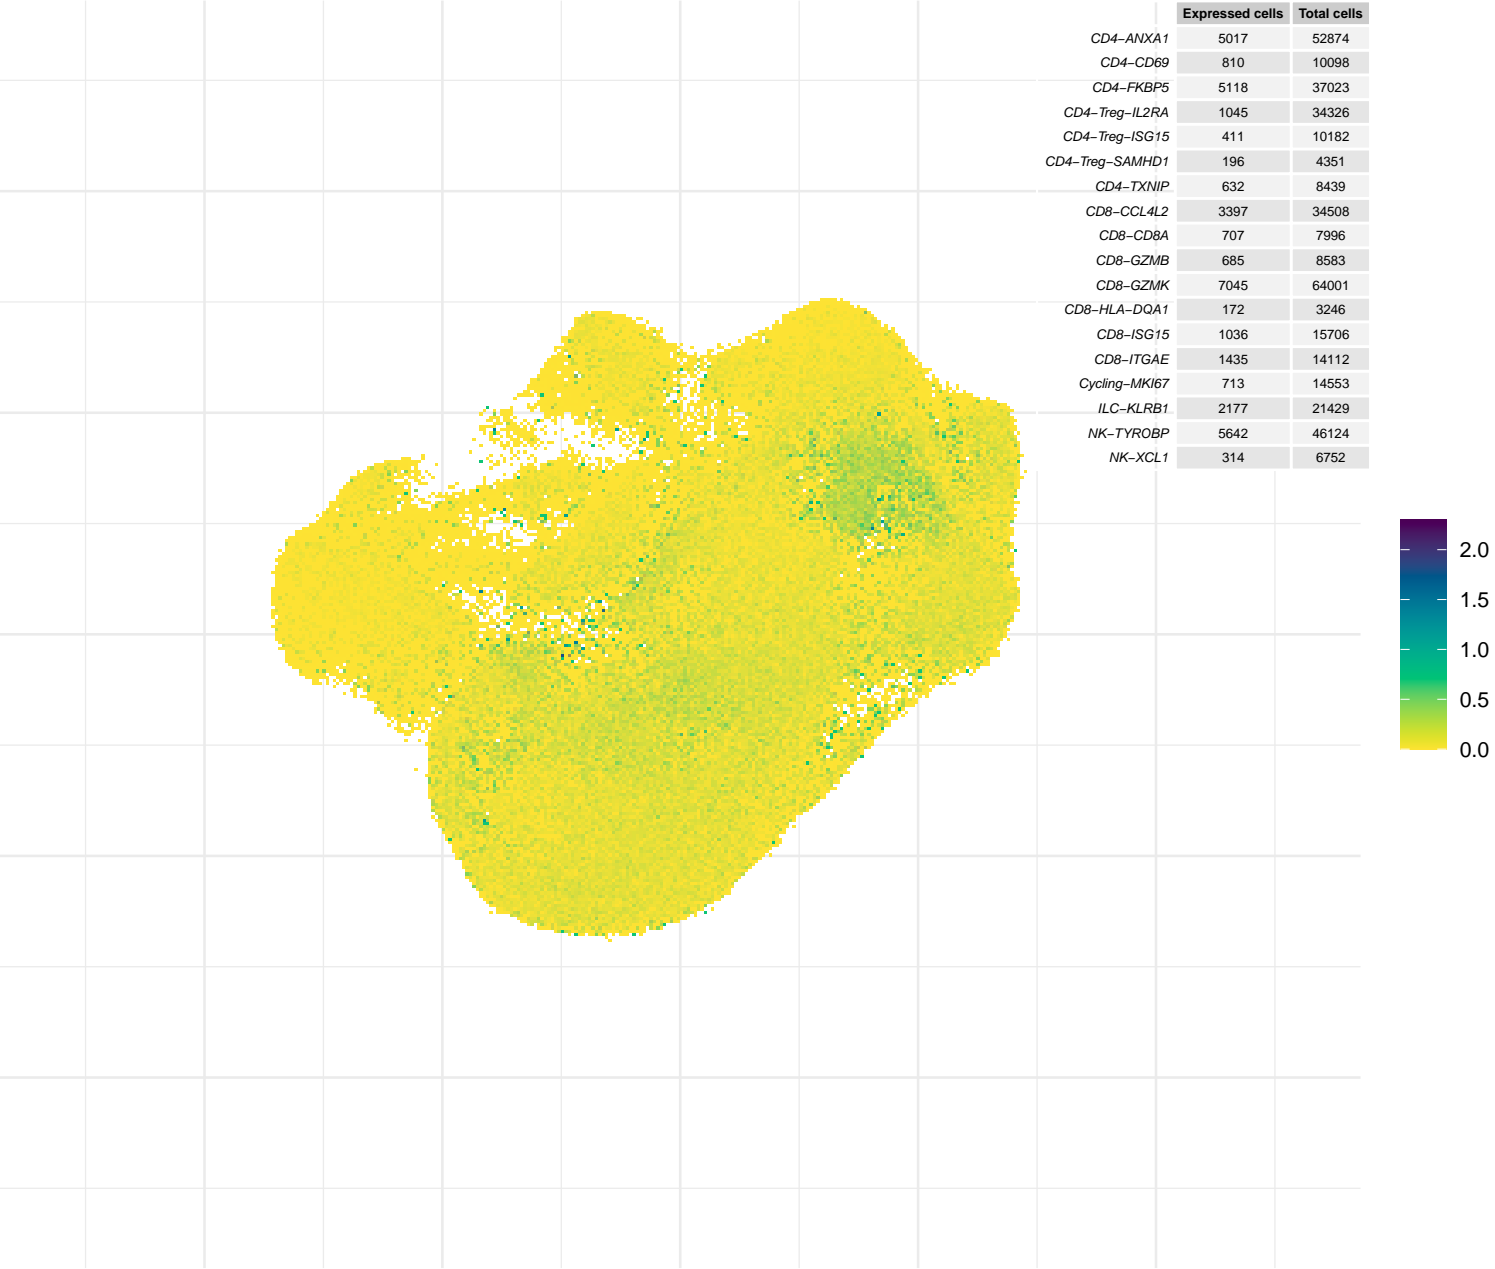 Expressed cells Total cells
CD4−ANXA1 5017 52874
CD4−CD69 810 10098
CD4−FKBP5 5118 37023
CD4−Treg−IL2RA 1045 34326
CD4−Treg−ISG15 411 10182
CD4−Treg−SAMHD1 196 4351
CD4−TXNIP 632 8439
CD8−CCL4L2 3397 34508
CD8−CD8A 707 7996
CD8−GZMB 685 8583
CD8−GZMK 7045 64001
CD8−HLA−DQA1 172 3246
CD8−ISG15 1036 15706
CD8−ITGAE 1435 14112
Cycling−MKI67 713 14553
ILC−KLRB1 2177 21429
NK−TYROBP 5642 46124
NK−XCL1 314 6752
2.0
1.5
1.0
0.5
0.0